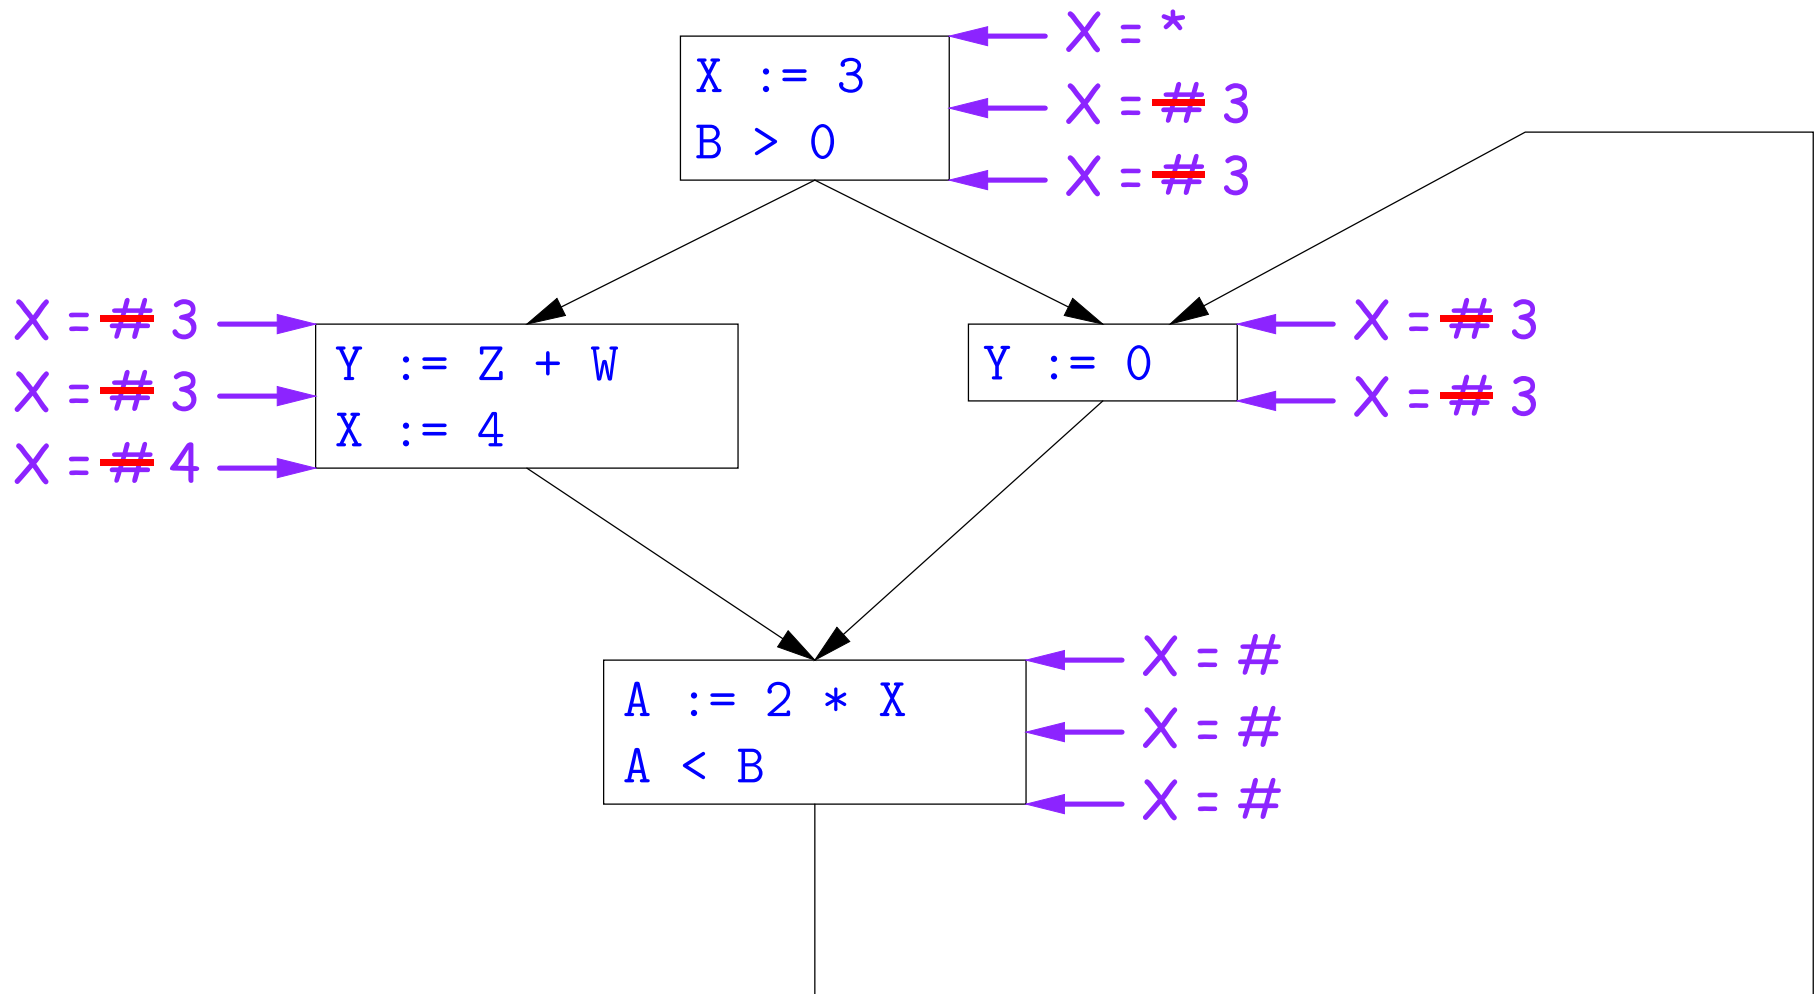 X = *
X := 3
X = # 3
B > 0
X = # 3
X = # 3
Y := Z + W
X = # 3
X := 4
X = # 4
X = # 3
Y := 0
X = # 3
X = #
A := 2 * X
X = #
A < B
X = #